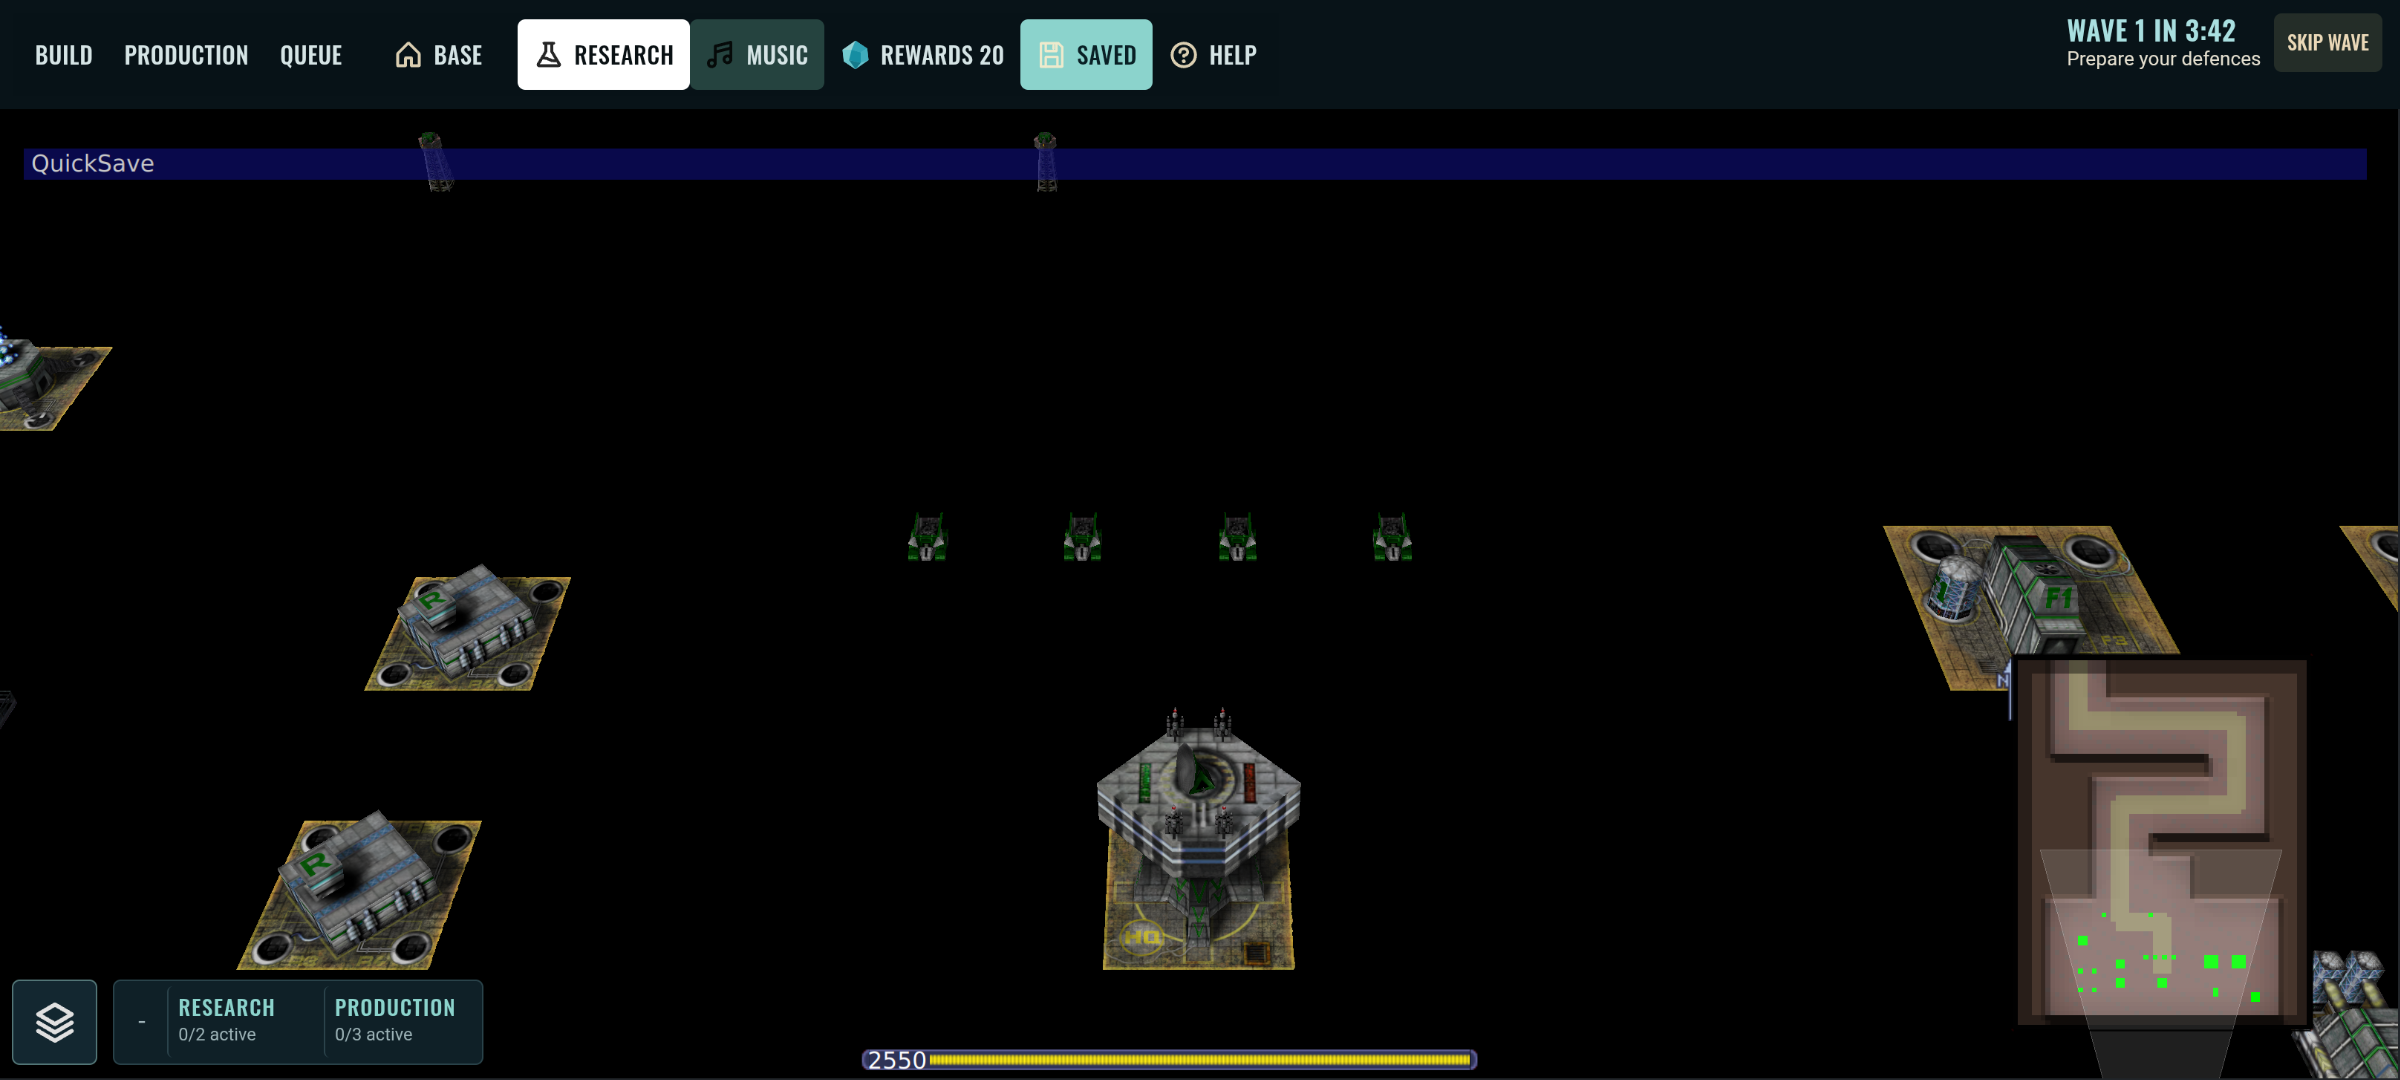 BUILD PRODUCTION QUEUE BASE RESEARCH MUSIC REWARDS 20 SAVED HELP
WAVE 1 IN 3:42
Prepare your defences
SKIP WAVE
QuickSave
R
F1
F3
N
R
HQ
-
RESEARCH
0/2 active
PRODUCTION
0/3 active
2550